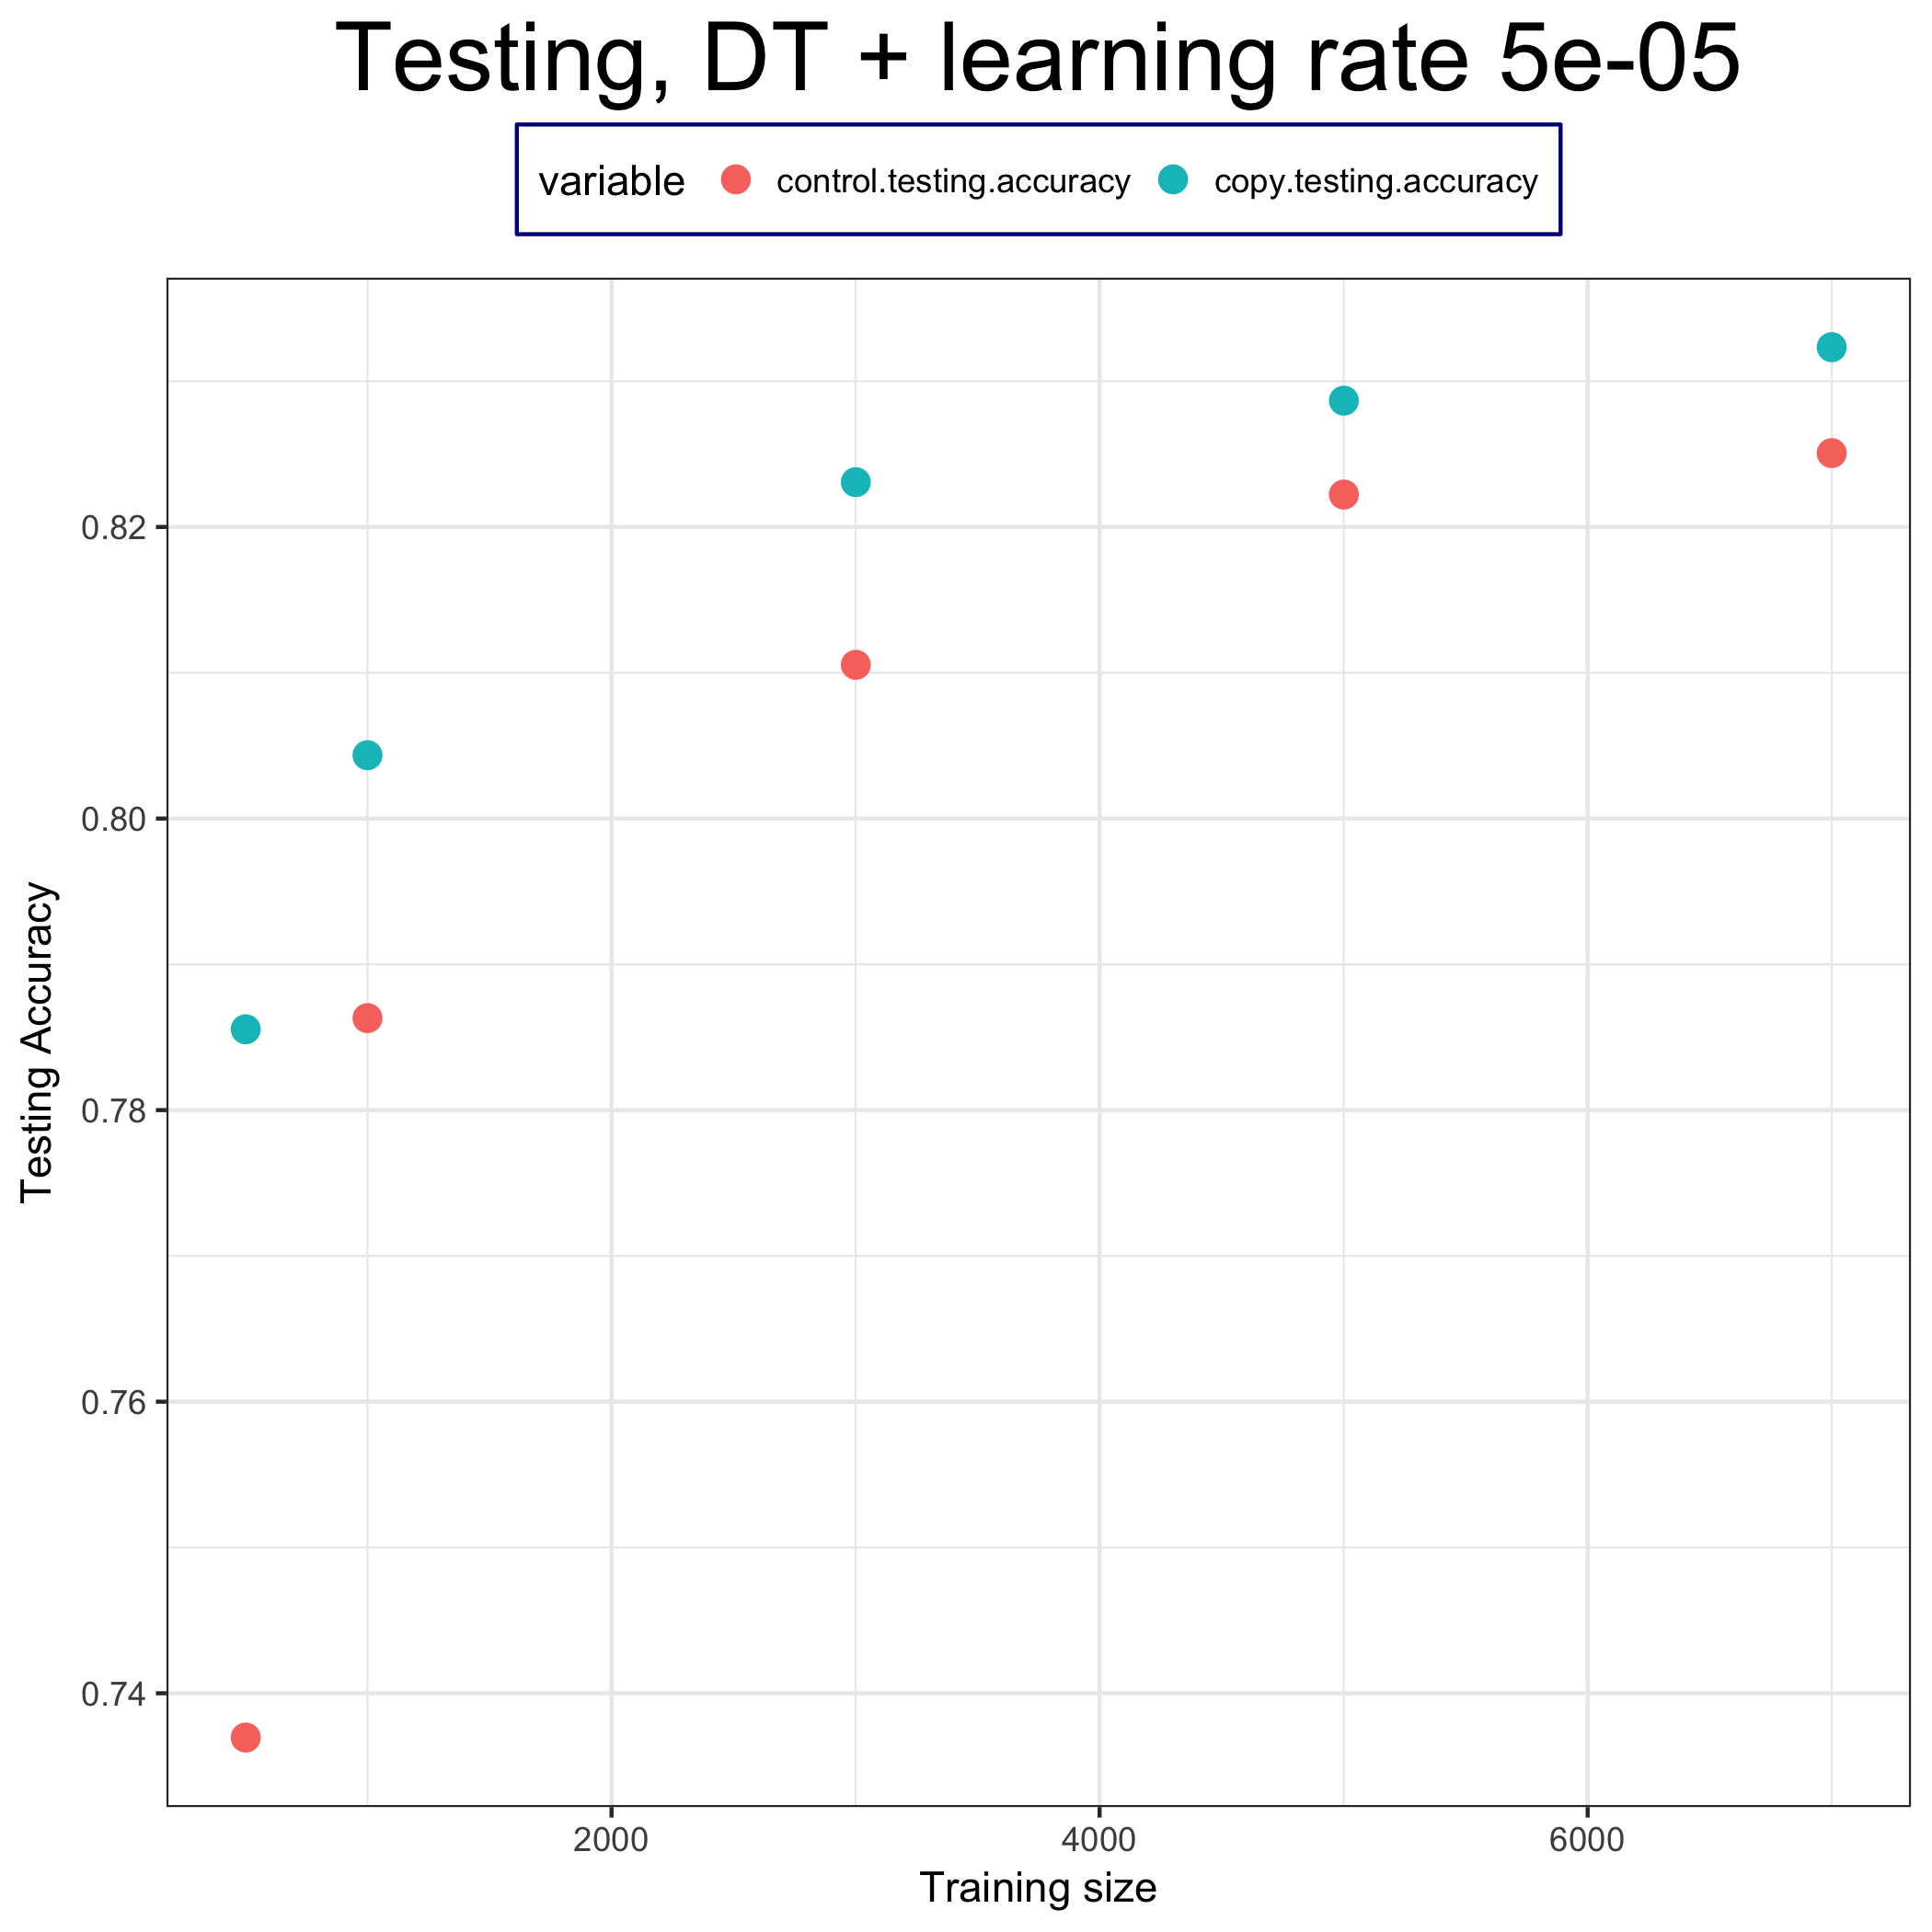 Testing, DT + learning rate 5e-05
variable control.testing.accuracy copy.testing.accuracy
Testing Accuracy
0.82
0.80
0.78
0.76
0.74
2000 4000 6000
Training size